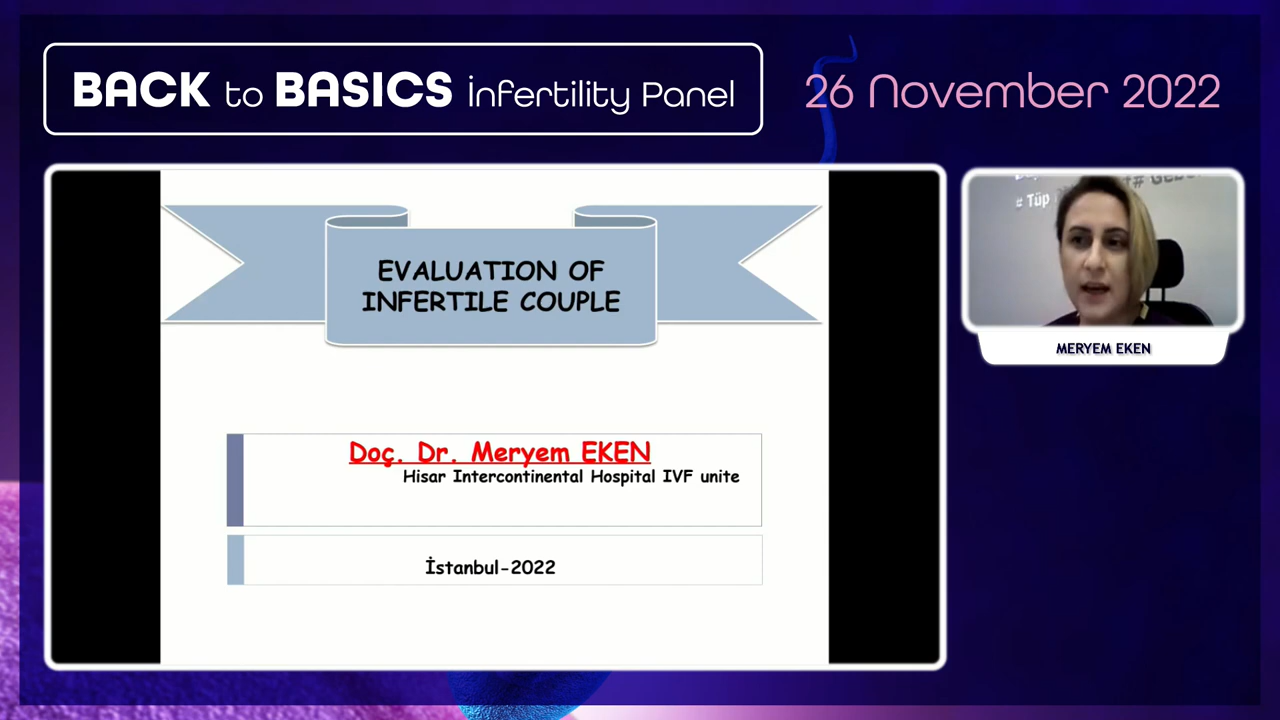 BACK to BASICS infertility Panel
26 November 2022
EVALUATION OF
INFERTILE COUPLE
Doç. Dr. Meryem EKEN
Hisar Intercontinental Hospital IVF unite
İstanbul-2022
# Tüp
MERYEM EKEN